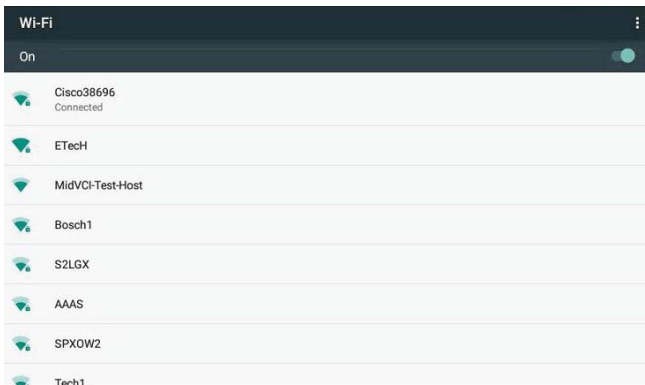 Wi-Fi
On
Cisco38696
Connected
ETecH
MidVCI-Test-Host
Bosch1
S2LGX
AAAS
SPXOW2
Tech1